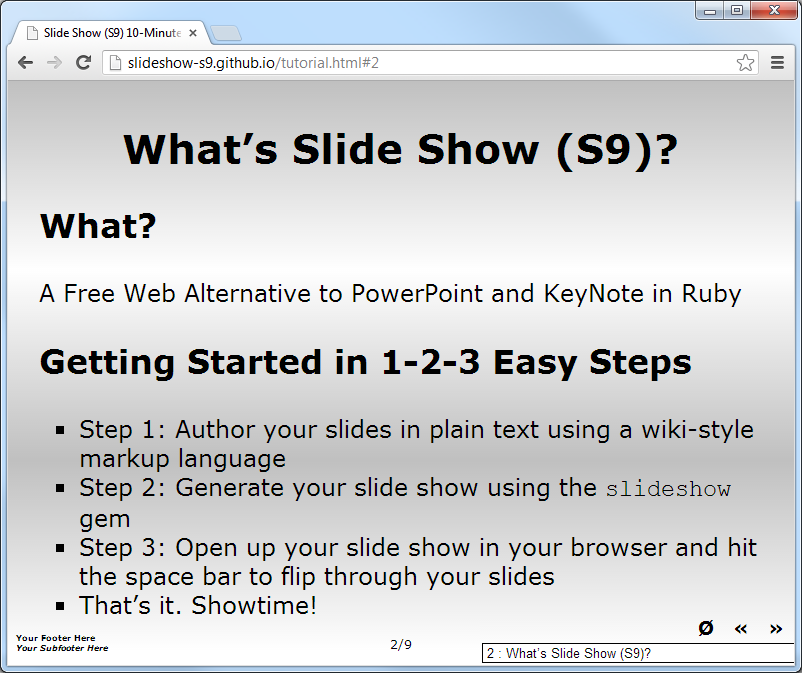 Slide Show (S9) 10-Minute
slideshow-s9.github.io/tutorial.html#2
What’s Slide Show (S9)?
What?
A Free Web Alternative to PowerPoint and KeyNote in Ruby
Getting Started in 1-2-3 Easy Steps
▪ Step 1: Author your slides in plain text using a wiki-style
markup language
▪ Step 2: Generate your slide show using the slideshow
gem
▪ Step 3: Open up your slide show in your browser and hit
the space bar to flip through your slides
▪ That’s it. Showtime!
Ø « »
Your Footer Here
Your Subfooter Here
2/9
2 : What’s Slide Show (S9)?